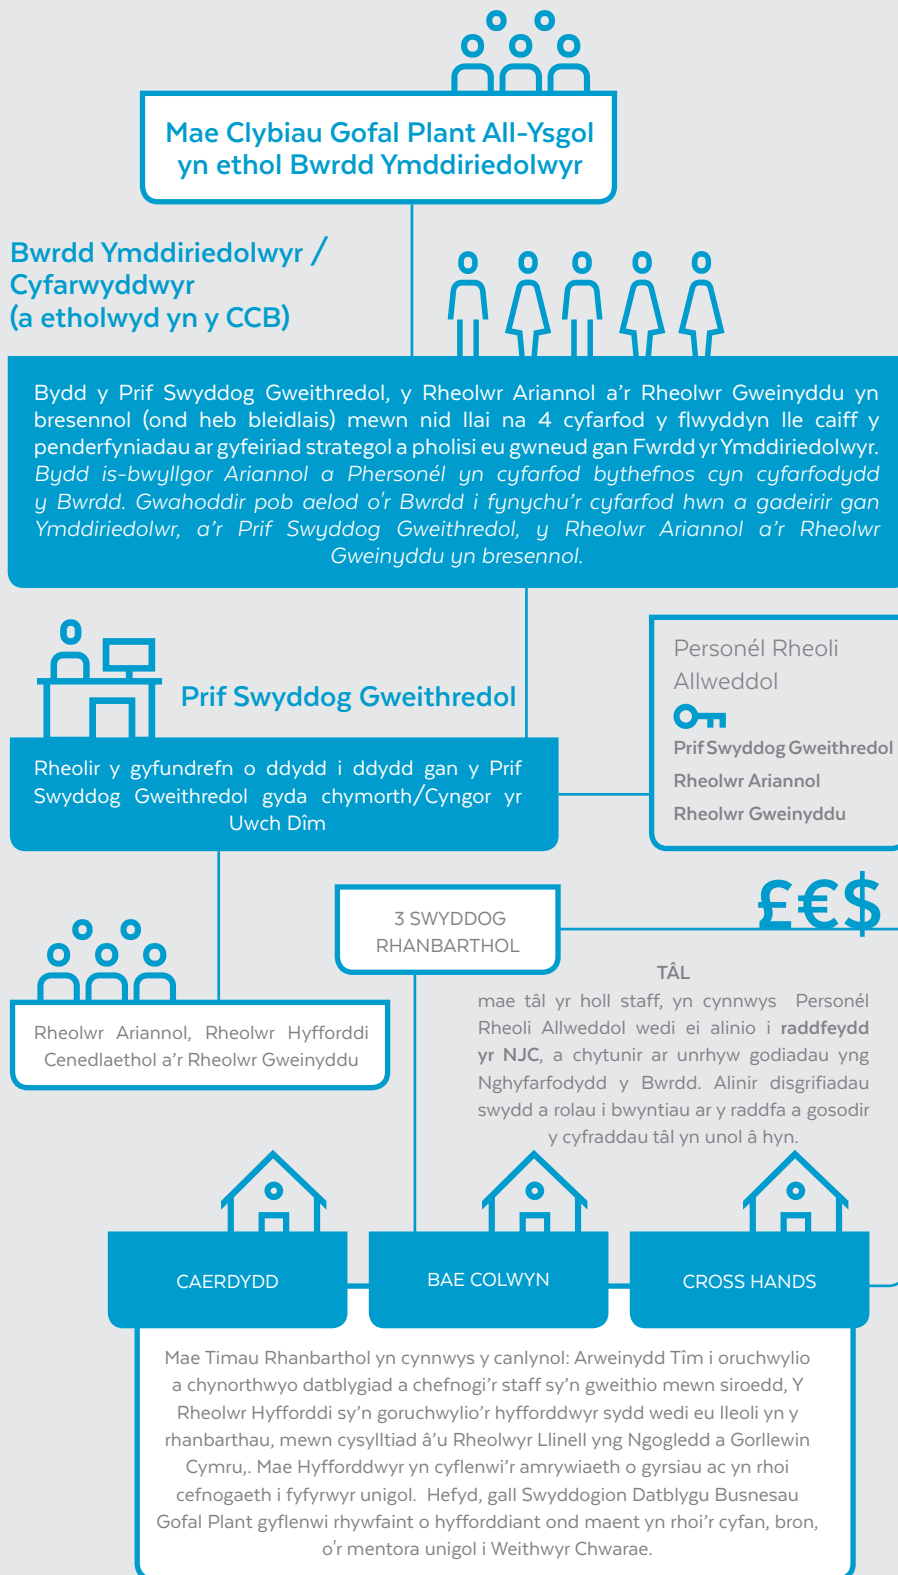 Mae Clybiau Gofal Plant All-Ysgol
yn ethol Bwrdd Ymddiriedolwyr
Bwrdd Ymddiriedolwyr /
Cyfarwyddwyr
(a etholwyd yn y CCB)
Bydd y Prif Swyddog Gweithredol, y Rheolwr Ariannol a'r Rheolwr Gweinyddu yn
bresennol (ond heb bleidlais) mewn nid llai na 4 cyfarfod y flwyddyn lle caiff y
penderfyniadau ar gyfeiriad strategol a pholisi eu gwneud gan Fwrdd yr Ymddiriedolwyr.
Bydd is-bwyllgor Ariannol a Phersonél yn cyfarfod bythefnos cyn cyfarfodydd
y Bwrdd. Gwahoddir pob aelod o'r Bwrdd i fynychu'r cyfarfod hwn a gadeirir gan
Ymddiriedolwr, a'r Prif Swyddog Gweithredol, y Rheolwr Ariannol a'r Rheolwr
Gweinyddu yn bresennol.
Prif Swyddog Gweithredol
Rheolir y gyfundrefn o ddydd i ddydd gan y Prif
Swyddog Gweithredol gyda chymorth/Cyngor yr
Uwch Dîm
Personél Rheoli
Allweddol
Prif Swyddog Gweithredol
Rheolwr Ariannol
Rheolwr Gweinyddu
Rheolwr Ariannol, Rheolwr Hyfforddi
Cenedlaethol a'r Rheolwr Gweinyddu
3 SWYDDOG
RHANBARTHOL
£€$
TÂL
mae tâl yr holl staff, yn cynnwys Personél
Rheoli Allweddol wedi ei alinio i raddfeydd
yr NJC, a chytunir ar unrhyw godiadau yng
Nghyfarfodydd y Bwrdd. Alinir disgrifiadau
swydd a rolau i bwyntiau ar y raddfa a gosodir
y cyfraddau tâl yn unol â hyn.
CAERDYDD
BAE COLWYN
CROSS HANDS
Mae Timau Rhanbarthol yn cynnwys y canlynol: Arweinydd Tîm i oruchwylio
a chynorthwyo datblygiad a chefnogi'r staff sy'n gweithio mewn siroedd, Y
Rheolwr Hyfforddi sy'n goruchwylio'r hyfforddwyr sydd wedi eu lleoli yn y
rhanbarthau, mewn cysylltiad â'u Rheolwyr Llinell yng Ngogledd a Gorllewin
Cymru,. Mae Hyfforddwyr yn cyflenwi'r amrywiaeth o gyrsiau ac yn rhoi
cefnogaeth i fyfyrwyr unigol. Hefyd, gall Swyddogion Datblygu Busnesau
Gofal Plant gyflenwi rhywfaint o hyfforddiant ond maent yn rhoi'r cyfan, bron,
o'r mentora unigol i Weithwyr Chwarae.